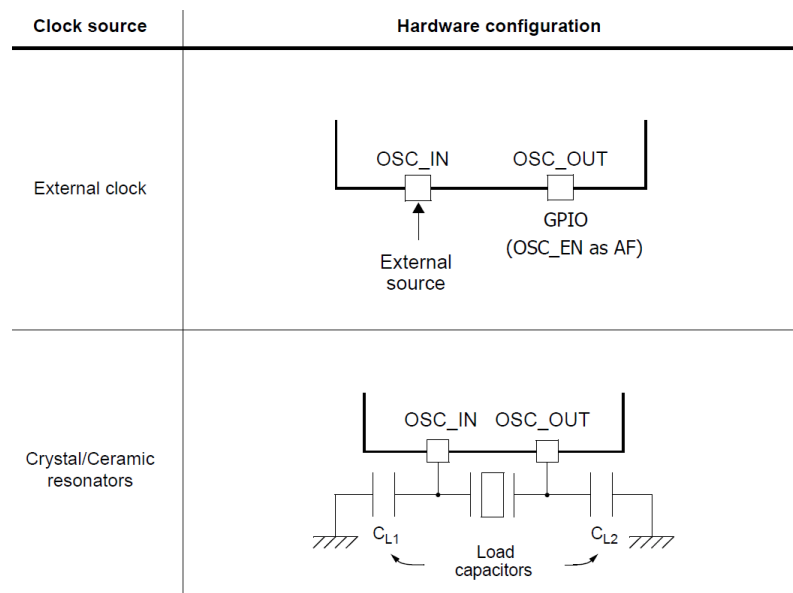 Clock source
Hardware configuration
External clock
OSC_IN
OSC_OUT
GPIO
(OSC_EN as AF)
External
source
Crystal/Ceramic
resonators
OSC_IN
OSC_OUT
CL1
CL2
Load
capacitors